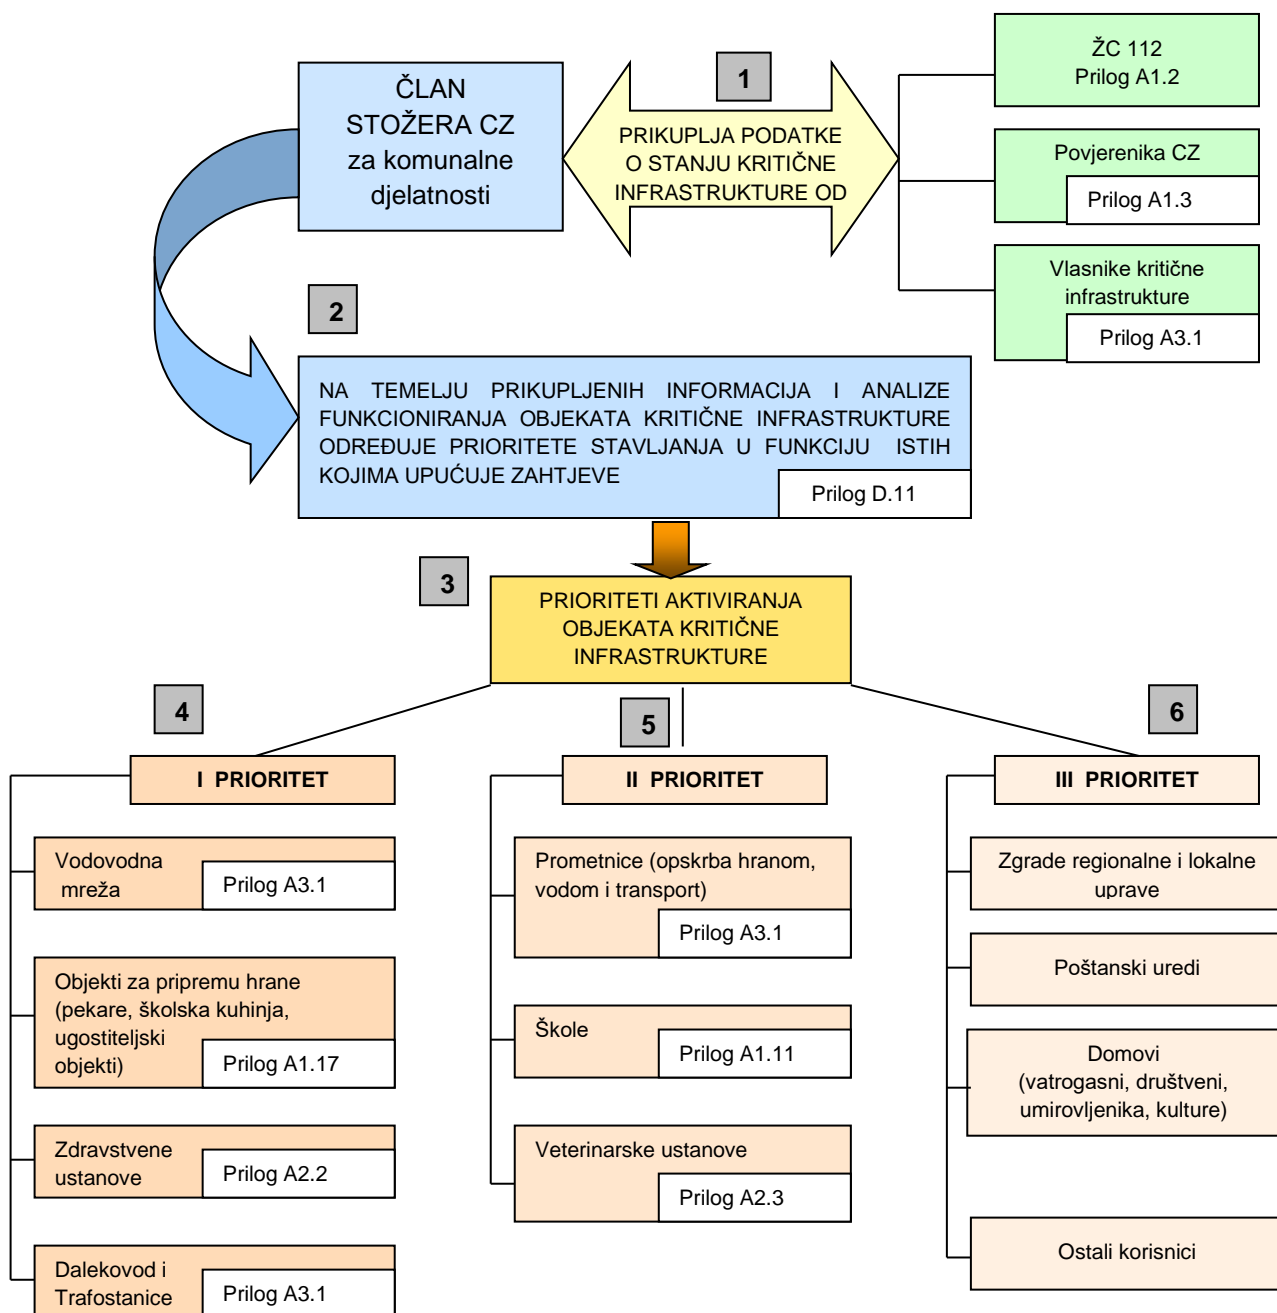 ČLAN
STOŽERA CZ
za komunalne
djelatnosti
1
PRIKUPLJA PODATKE
O STANJU KRITIČNE
INFRASTRUKTURE OD
ŽC 112
Prilog A1.2
Povjerenika CZ
Prilog A1.3
Vlasnike kritične
infrastrukture
Prilog A3.1
2
NA TEMELJU PRIKUPLJENIH INFORMACIJA I ANALIZE
FUNKCIONIRANJA OBJEKATA KRITIČNE INFRASTRUKTURE
ODREĐUJE PRIORITETE STAVLJANJA U FUNKCIJU ISTIH
KOJIMA UPUĆUJE ZAHTJEVE
Prilog D.11
3
PRIORITETI AKTIVIRANJA
OBJEKATA KRITIČNE
INFRASTRUKTURE
4
I PRIORITET
Vodovodna
mreža
Prilog A3.1
Objekti za pripremu hrane
(pekare, školska kuhinja,
ugostiteljski
objekti)
Prilog A1.17
Zdravstvene
ustanove
Prilog A2.2
Dalekovod i
Trafostanice
Prilog A3.1
5
II PRIORITET
Prometnice (opskrba hranom,
vodom i transport)
Prilog A3.1
Škole
Prilog A1.11
Veterinarske ustanove
Prilog A2.3
6
III PRIORITET
Zgrade regionalne i lokalne
uprave
Poštanski uredi
Domovi
(vatrogasni, društveni,
umirovljenika, kulture)
Ostali korisnici